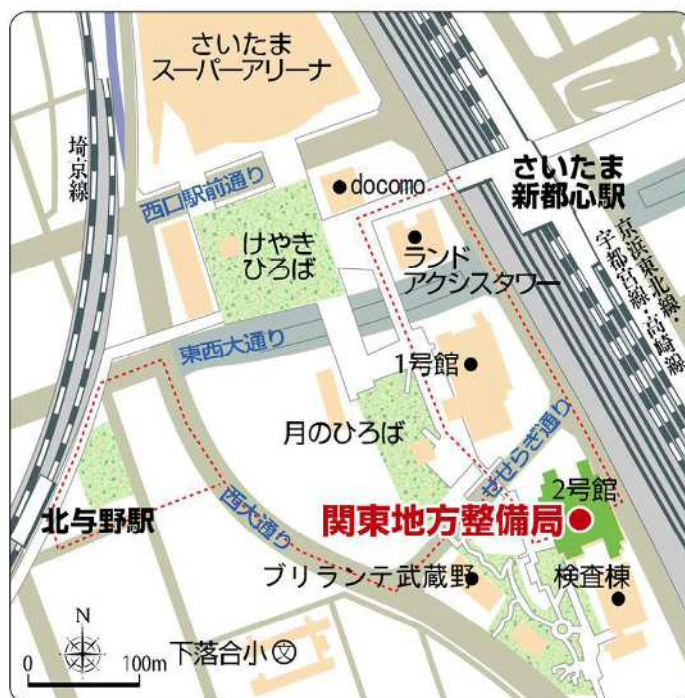 さいたま
スーパーアリーナ
埼京線
西口駅前通り
docomo
さいたま
新都心駅
けやき
ひろば
ランド
アクシスタワー
京浜東北線・
宇都宮線・高崎線
東西大通り
1号館
月のひろば
せせらぎ通り
2号館
北与野駅
西大通り
関東地方整備局
ブリランテ武蔵野
検査棟
N
0 100m
下落合小文